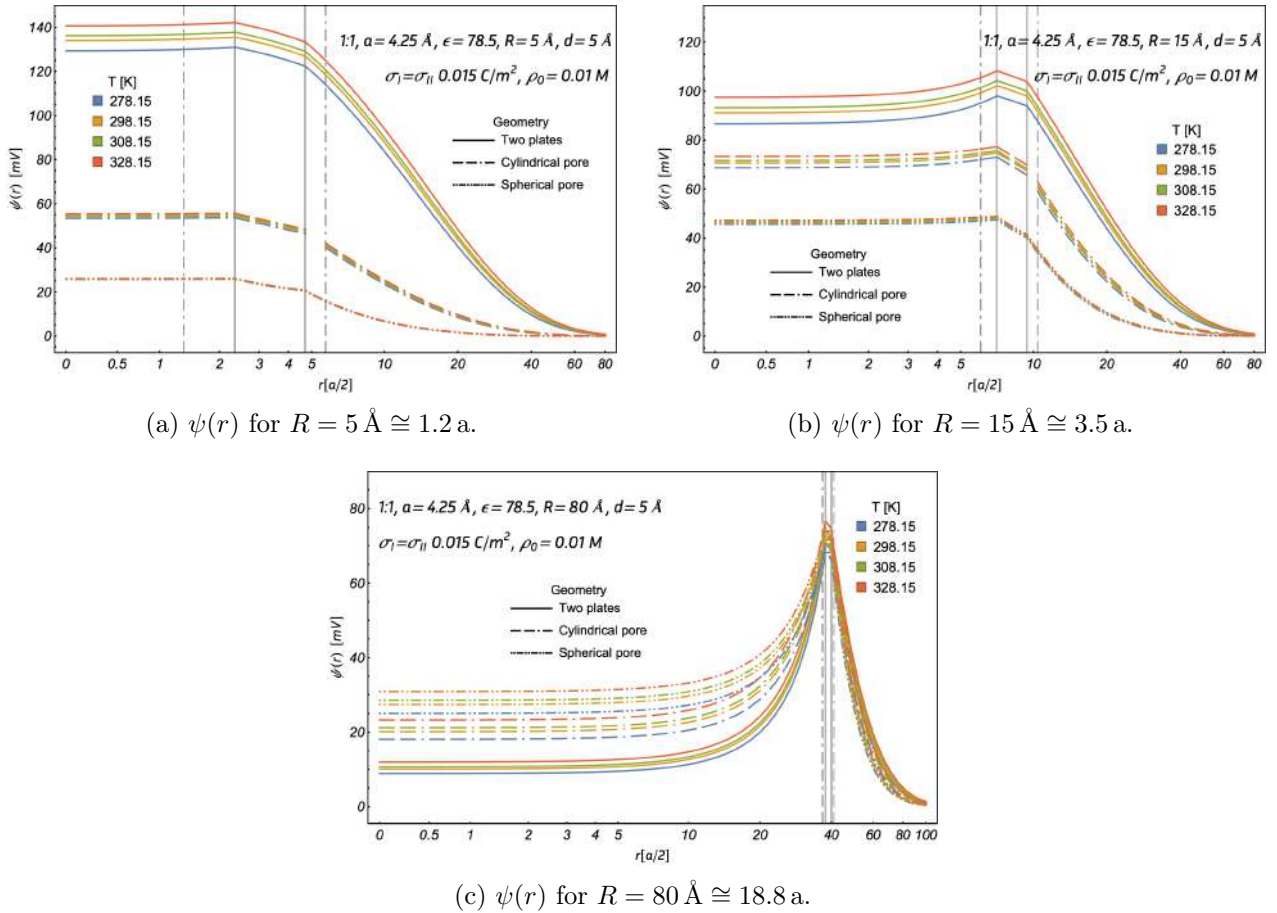 1:1, a= 4.25 Å, ϵ= 78.5, R= 5 Å, d= 5 Å
σI=σII 0.015 C/m², ρ0= 0.01 M
T [K]
278.15
298.15
308.15
328.15
Geometry
Two plates
Cylindrical pore
Spherical pore
ψ(r) [mV]
140
120
100
80
60
40
20
0
0 0.5 1 2 3 4 5 10 20 40 60 80
r[a/2]
(a) ψ(r) for R = 5 Å ≅ 1.2 a.
1:1, a= 4.25 Å, ϵ= 78.5, R= 15 Å, d= 5 Å
σI=σII 0.015 C/m², ρ0= 0.01 M
T [K]
278.15
298.15
308.15
328.15
Geometry
Two plates
Cylindrical pore
Spherical pore
ψ(r) [mV]
120
100
80
60
40
20
0
0 0.5 1 2 3 4 5 10 20 40 60 80
r[a/2]
(b) ψ(r) for R = 15 Å ≅ 3.5 a.
1:1, a= 4.25 Å, ϵ= 78.5, R= 80 Å, d= 5 Å
σI=σII 0.015 C/m², ρ0= 0.01 M
T [K]
278.15
298.15
308.15
328.15
Geometry
Two plates
Cylindrical pore
Spherical pore
ψ(r) [mV]
80
60
40
20
0
0 0.5 1 2 3 4 5 10 20 40 60 80 100
r[a/2]
(c) ψ(r) for R = 80 Å ≅ 18.8 a.